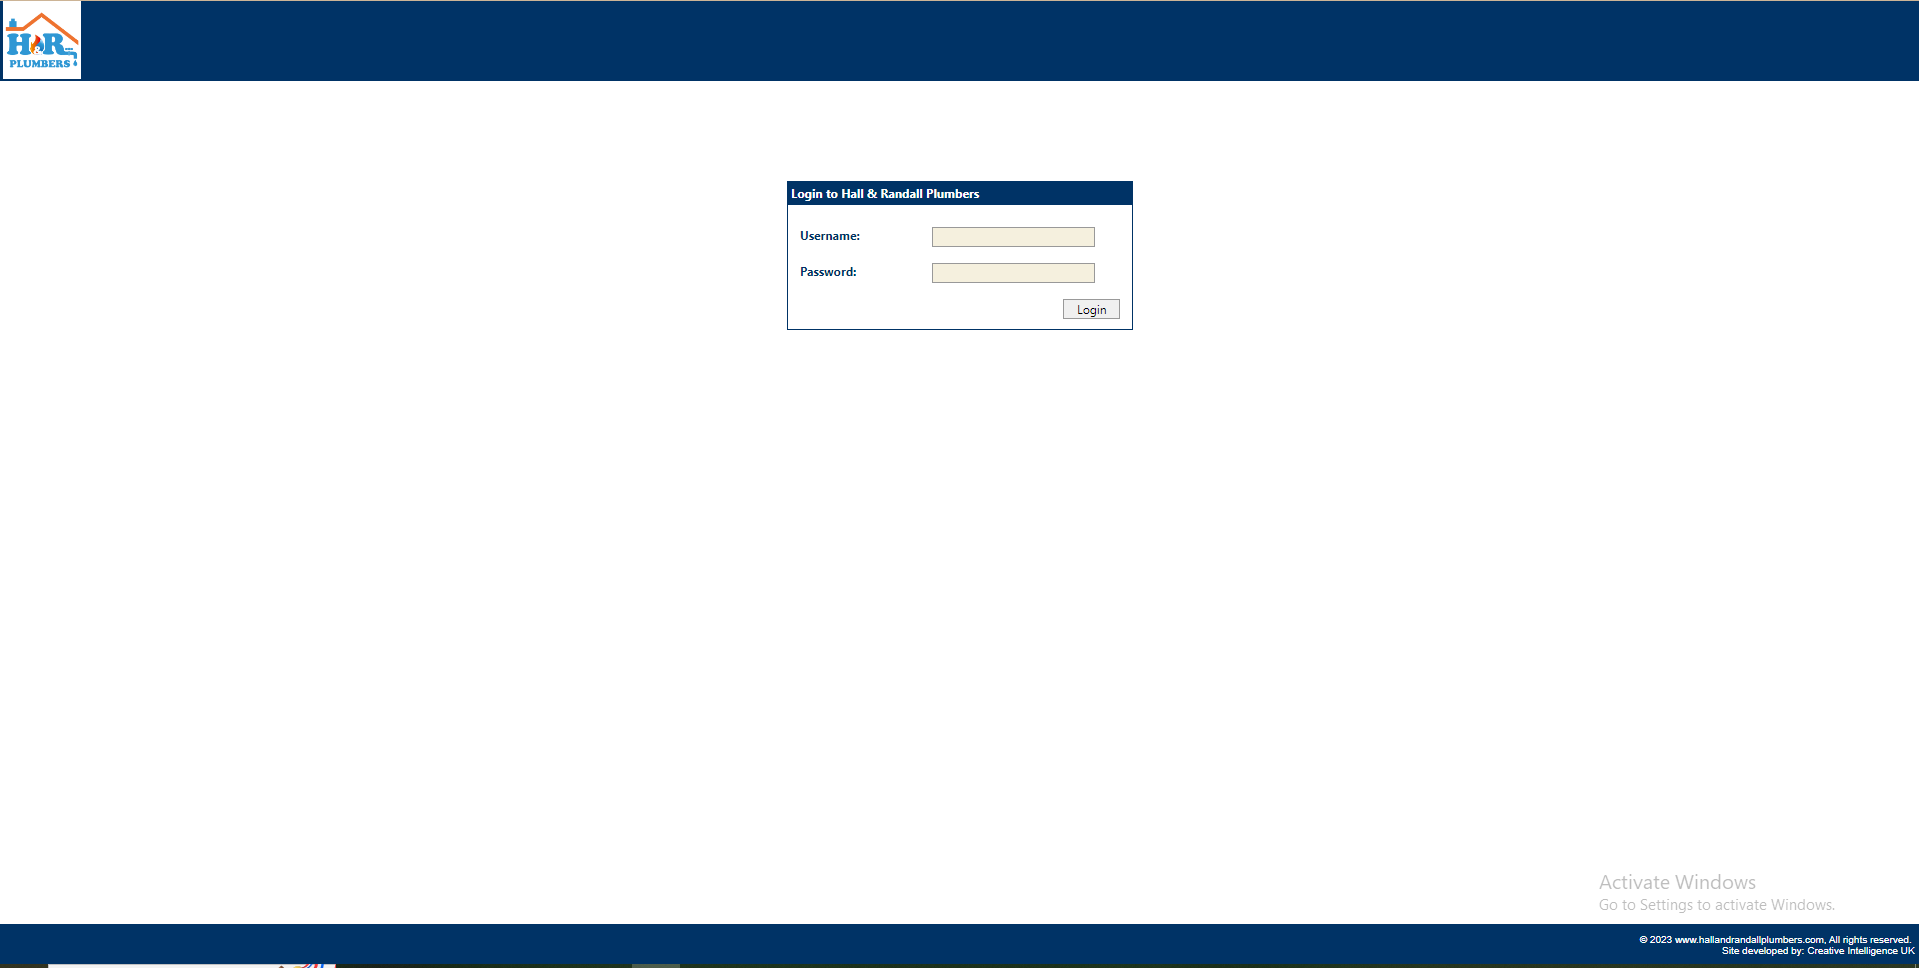 H&R
PLUMBERS
Login to Hall & Randall Plumbers
Username:
Password:
Login
Activate Windows
Go to Settings to activate Windows.
© 2023 www.hallandrandallplumbers.com, All rights reserved.
Site developed by: Creative Intelligence UK